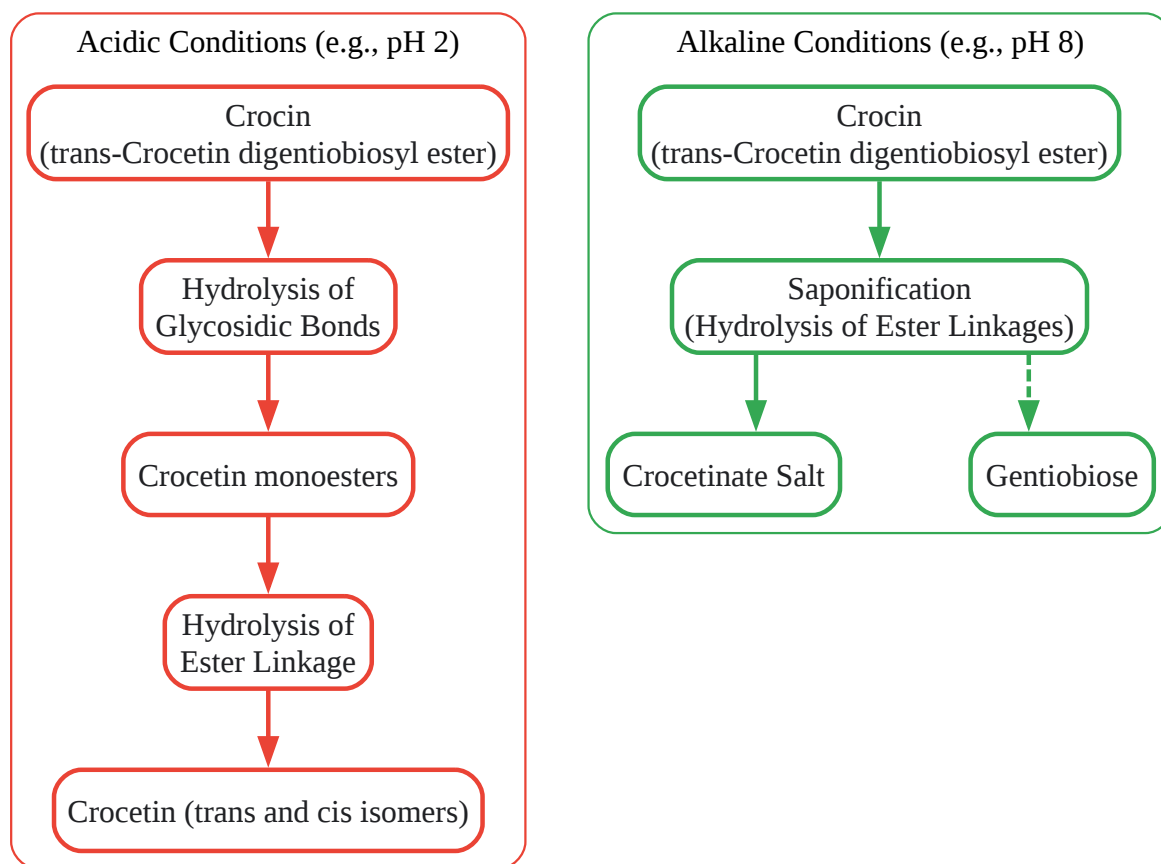 Acidic Conditions (e.g., pH 2)
Crocin
(trans-Crocetin digentiobiosyl ester)
Hydrolysis of
Glycosidic Bonds
Crocetin monoesters
Hydrolysis of
Ester Linkage
Crocetin (trans and cis isomers)
Alkaline Conditions (e.g., pH 8)
Crocin
(trans-Crocetin digentiobiosyl ester)
Saponification
(Hydrolysis of Ester Linkages)
Crocetinate Salt
Gentiobiose